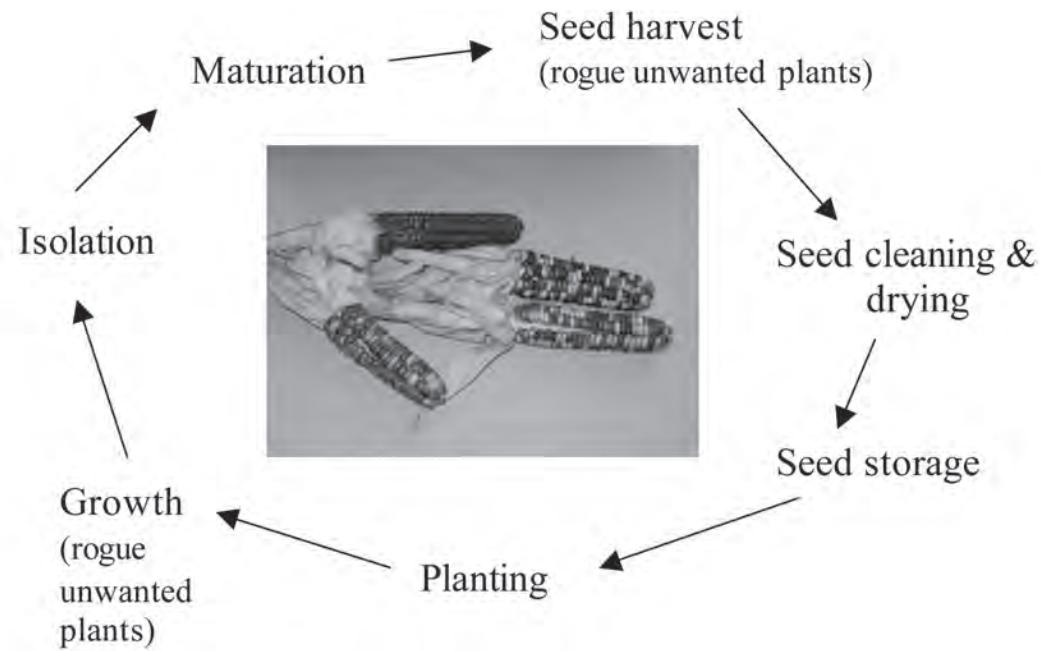 Maturation
Seed harvest
(rogue unwanted plants)
Seed cleaning &
drying
Seed storage
Planting
Growth
(rogue
unwanted
plants)
Isolation